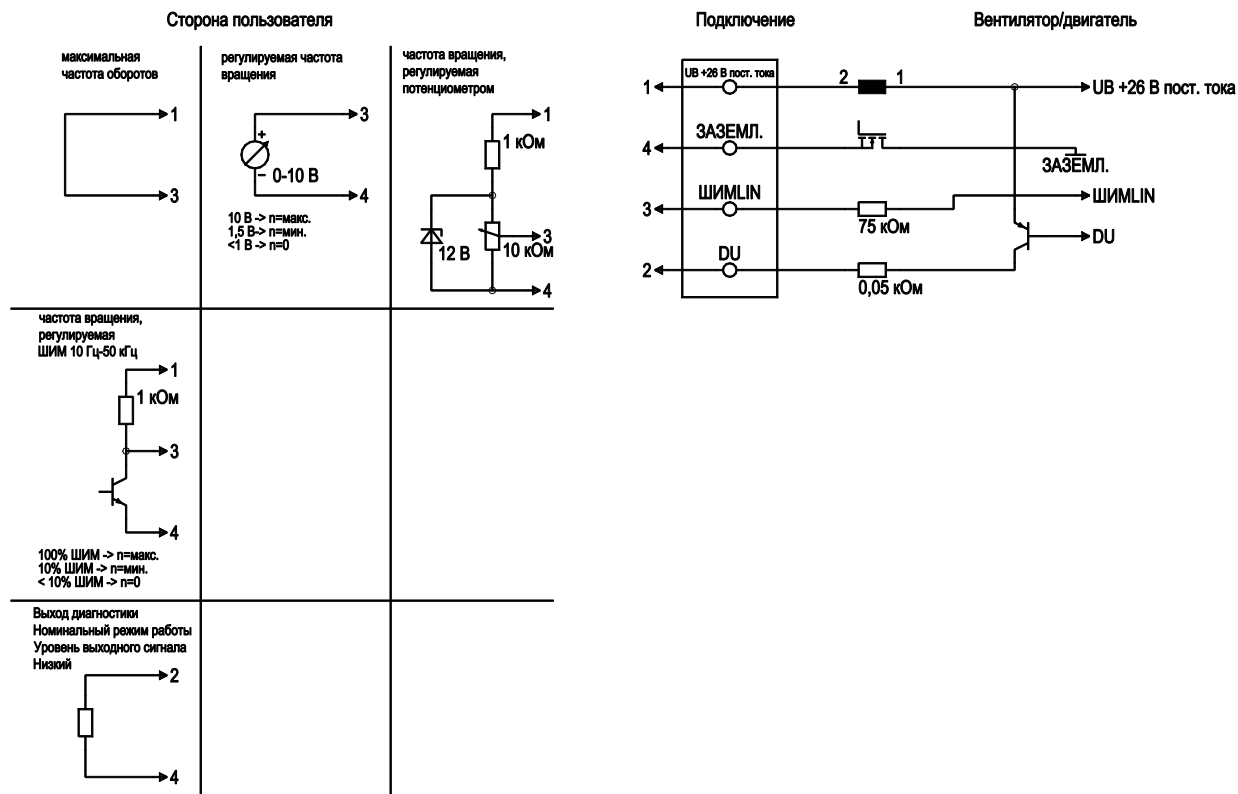 Сторона пользователя
Подключение
Вентилятор/двигатель
максимальная
частота оборотов
1
3
регулируемая частота
вращения
3
+
– 0-10 В
4
10 В -> n=макс.
1,5 В-> n=мин.
<1 В -> n=0
частота вращения,
регулируемая
потенциометром
1
1 кОм
12 В
3
10 кОм
4
UB +26 В пост. тока
1
2
1
UB +26 В пост. тока
ЗАЗЕМЛ.
4
ЗАЗЕМЛ.
ШИМLIN
3
75 кОм
ШИМLIN
DU
DU
2
0,05 кОм
частота вращения,
регулируемая
ШИМ 10 Гц-50 кГц
1
1 кОм
3
4
100% ШИМ -> n=макс.
10% ШИМ -> n=мин.
< 10% ШИМ -> n=0
Выход диагностики
Номинальный режим работы
Уровень выходного сигнала
Низкий
2
4